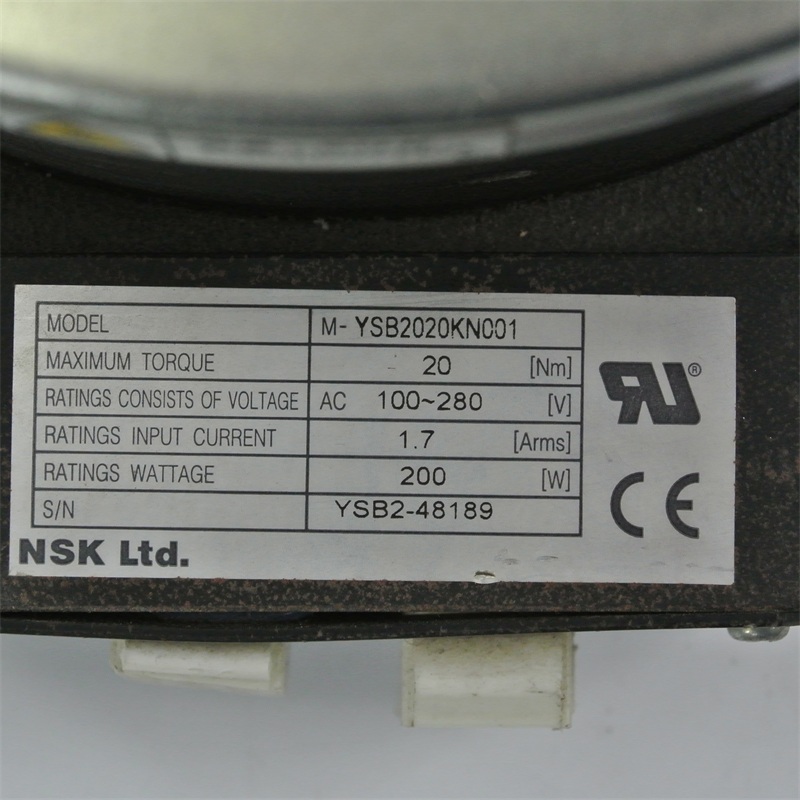 MODEL M- YSB2020KN001
MAXIMUM TORQUE 20 [Nm]
RATINGS CONSISTS OF VOLTAGE AC 100~280 [V]
RATINGS INPUT CURRENT 1.7 [Arms]
RATINGS WATTAGE 200 [W]
S/N YSB2-48189
NSK Ltd.
RU®
CE